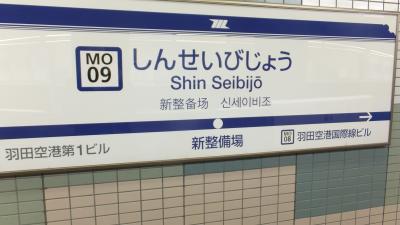 MO
09
しんせいびじょう
Shin Seibijō
新整备场 신세이비조
新整備場
羽田空港第1ビル
MO
08
羽田空港国際線ビル